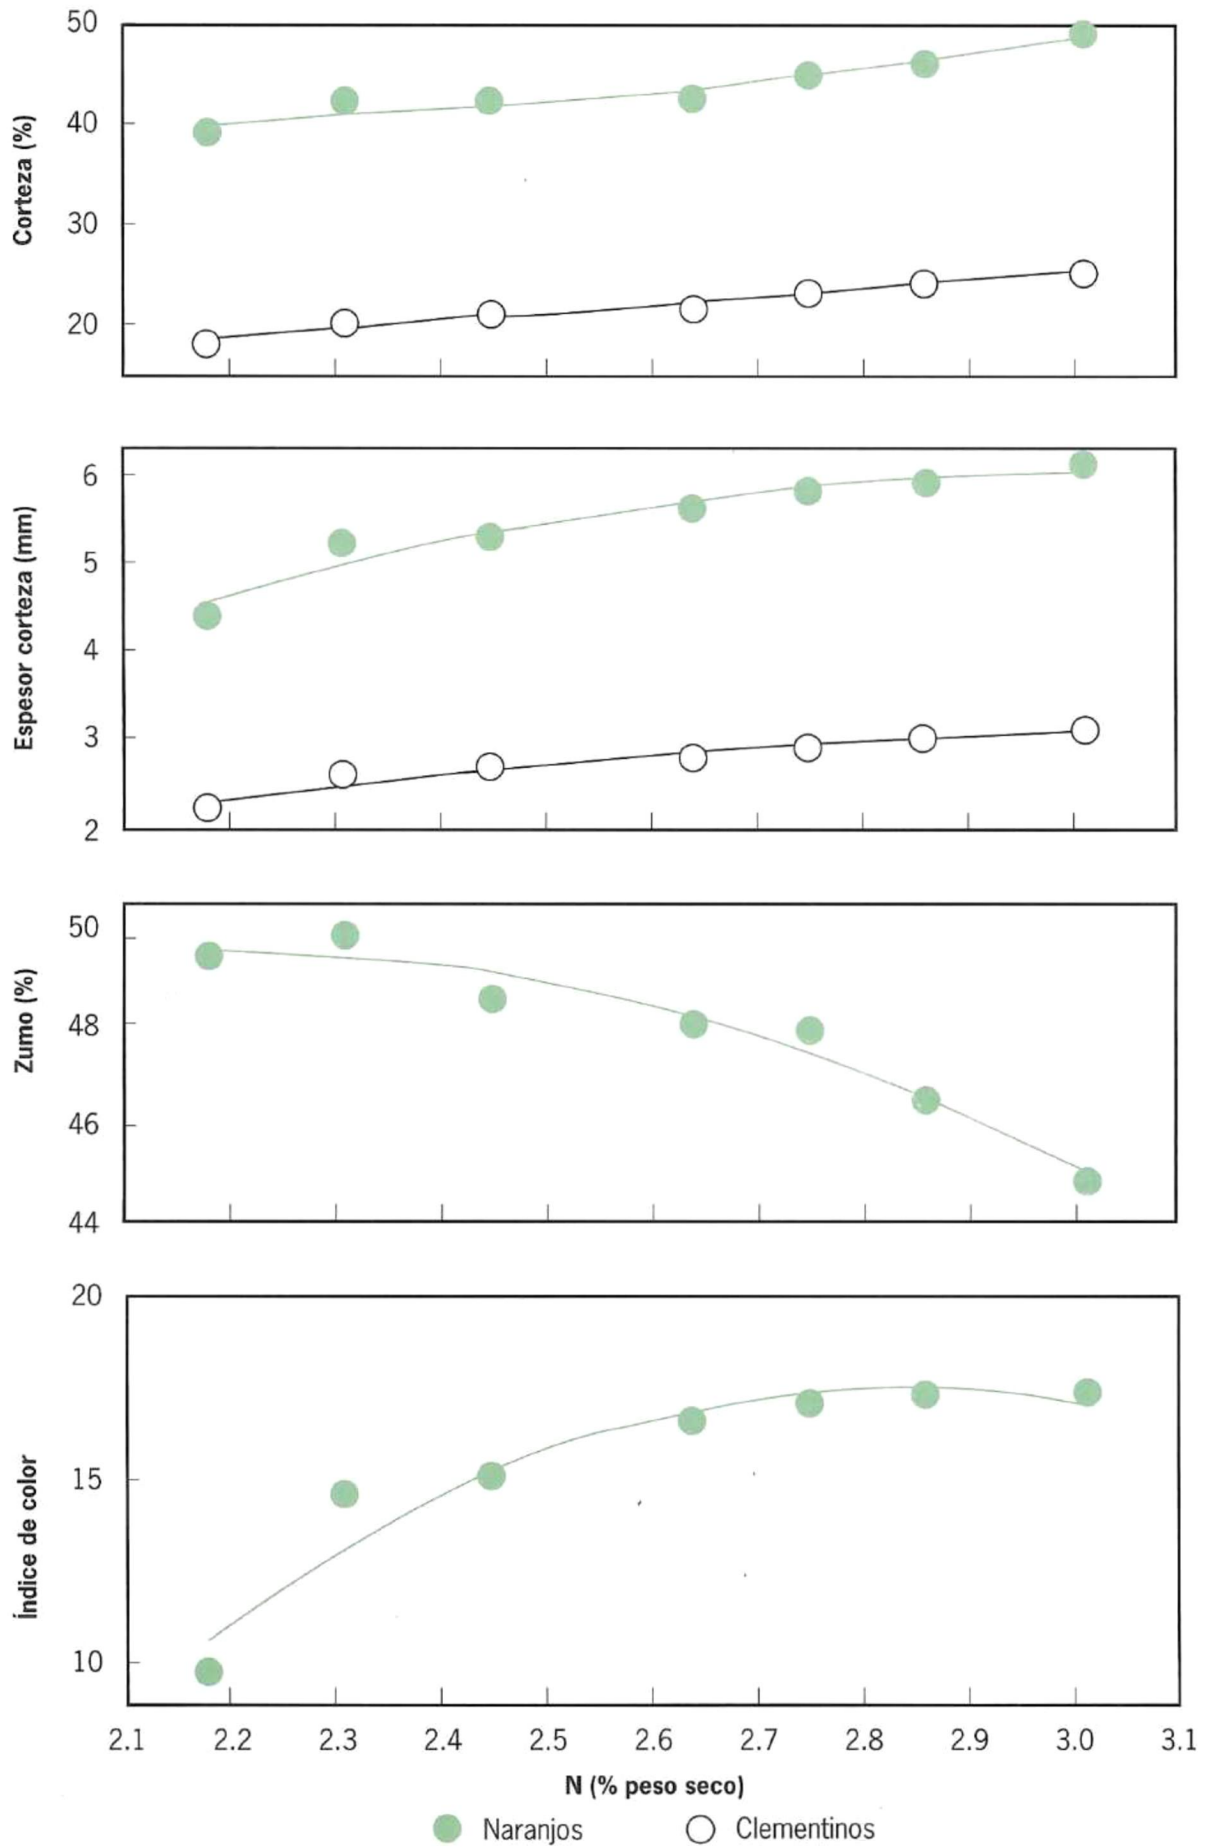 50
40
30
20
Corteza (%)
6
5
4
3
2
Espesor corteza (mm)
50
48
46
44
Zumo (%)
20
15
10
Índice de color
2.1 2.2 2.3 2.4 2.5 2.6 2.7 2.8 2.9 3.0 3.1
N (% peso seco)
Naranjos Clementinos